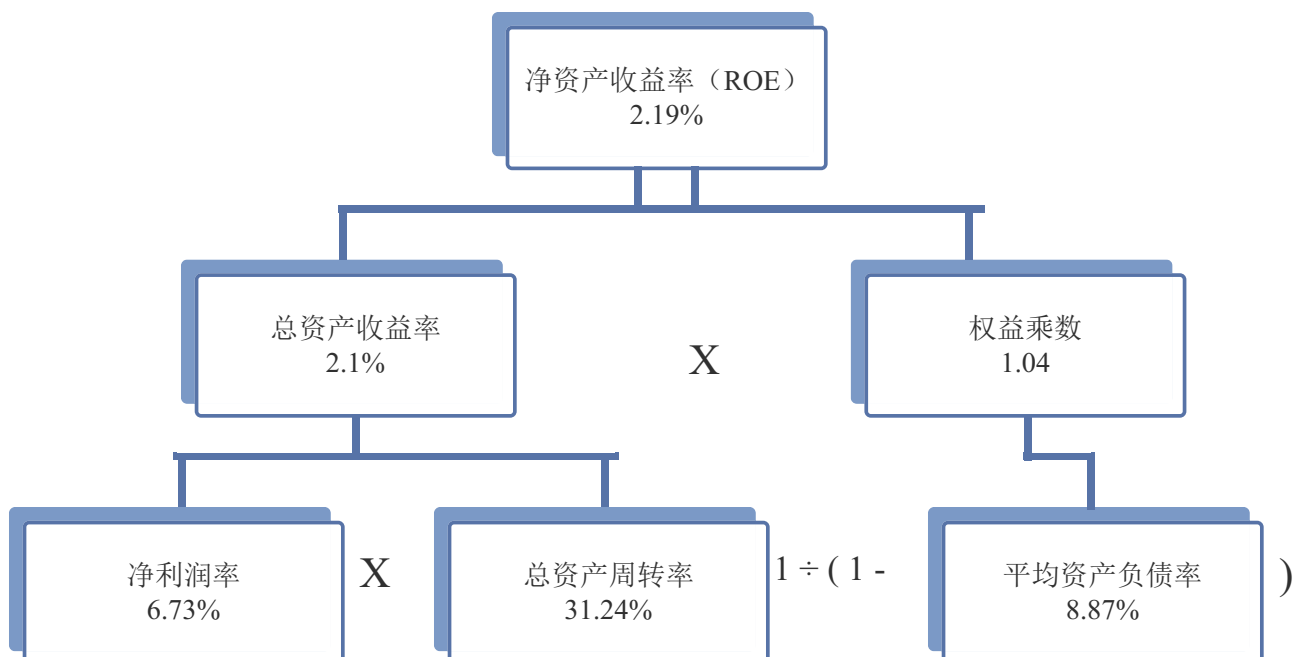 净资产收益率（ROE）
2.19%
总资产收益率
2.1%
X
权益乘数
1.04
净利润率
6.73%
X
总资产周转率
31.24%
1 ÷ ( 1 -
平均资产负债率
8.87%
)